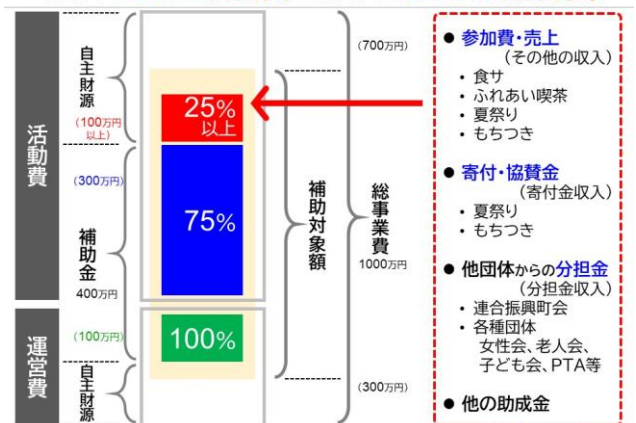 活動費
運営費
自主財源
(100万円
以上)
(300万円)
補助金
400万円
(100万円)
自主財源
25%
以上
75%
100%
補助対象額
(700万円)
総事業費
1000万円
(300万円)
● 参加費・売上
(その他の収入)
・ 食サ
・ ふれあい喫茶
・ 夏祭り
・ もちつき
● 寄付・協賛金
(寄付金収入)
・ 夏祭り
・ もちつき
● 他団体からの分担金
(分担金収入)
・ 連合振興町会
・ 各種団体
女性会、老人会、
子ども会、PTA等
● 他の助成金